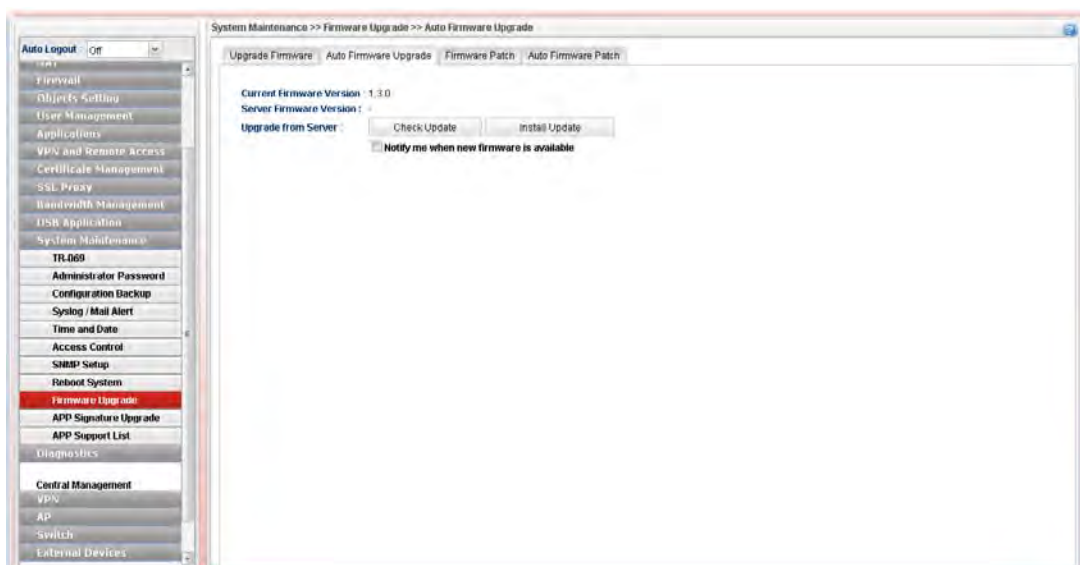 System Maintenance >> Firmware Upgrade >> Auto Firmware Upgrade
Auto Logout : Off
NAT
Firewall
Objects Setting
User Management
Applications
VPN and Remote Access
Certificate Management
SSL Proxy
Bandwidth Management
USB Application
System Maintenance
TR-069
Administrator Password
Configuration Backup
Syslog / Mail Alert
Time and Date
Access Control
SNMP Setup
Reboot System
Firmware Upgrade
APP Signature Upgrade
APP Support List
Diagnostics
Central Management
VPN
AP
Switch
External Devices
Upgrade Firmware Auto Firmware Upgrade Firmware Patch Auto Firmware Patch
Current Firmware Version : 1.3.0
Server Firmware Version : -
Upgrade from Server : Check Update Install Update
Notify me when new firmware is available